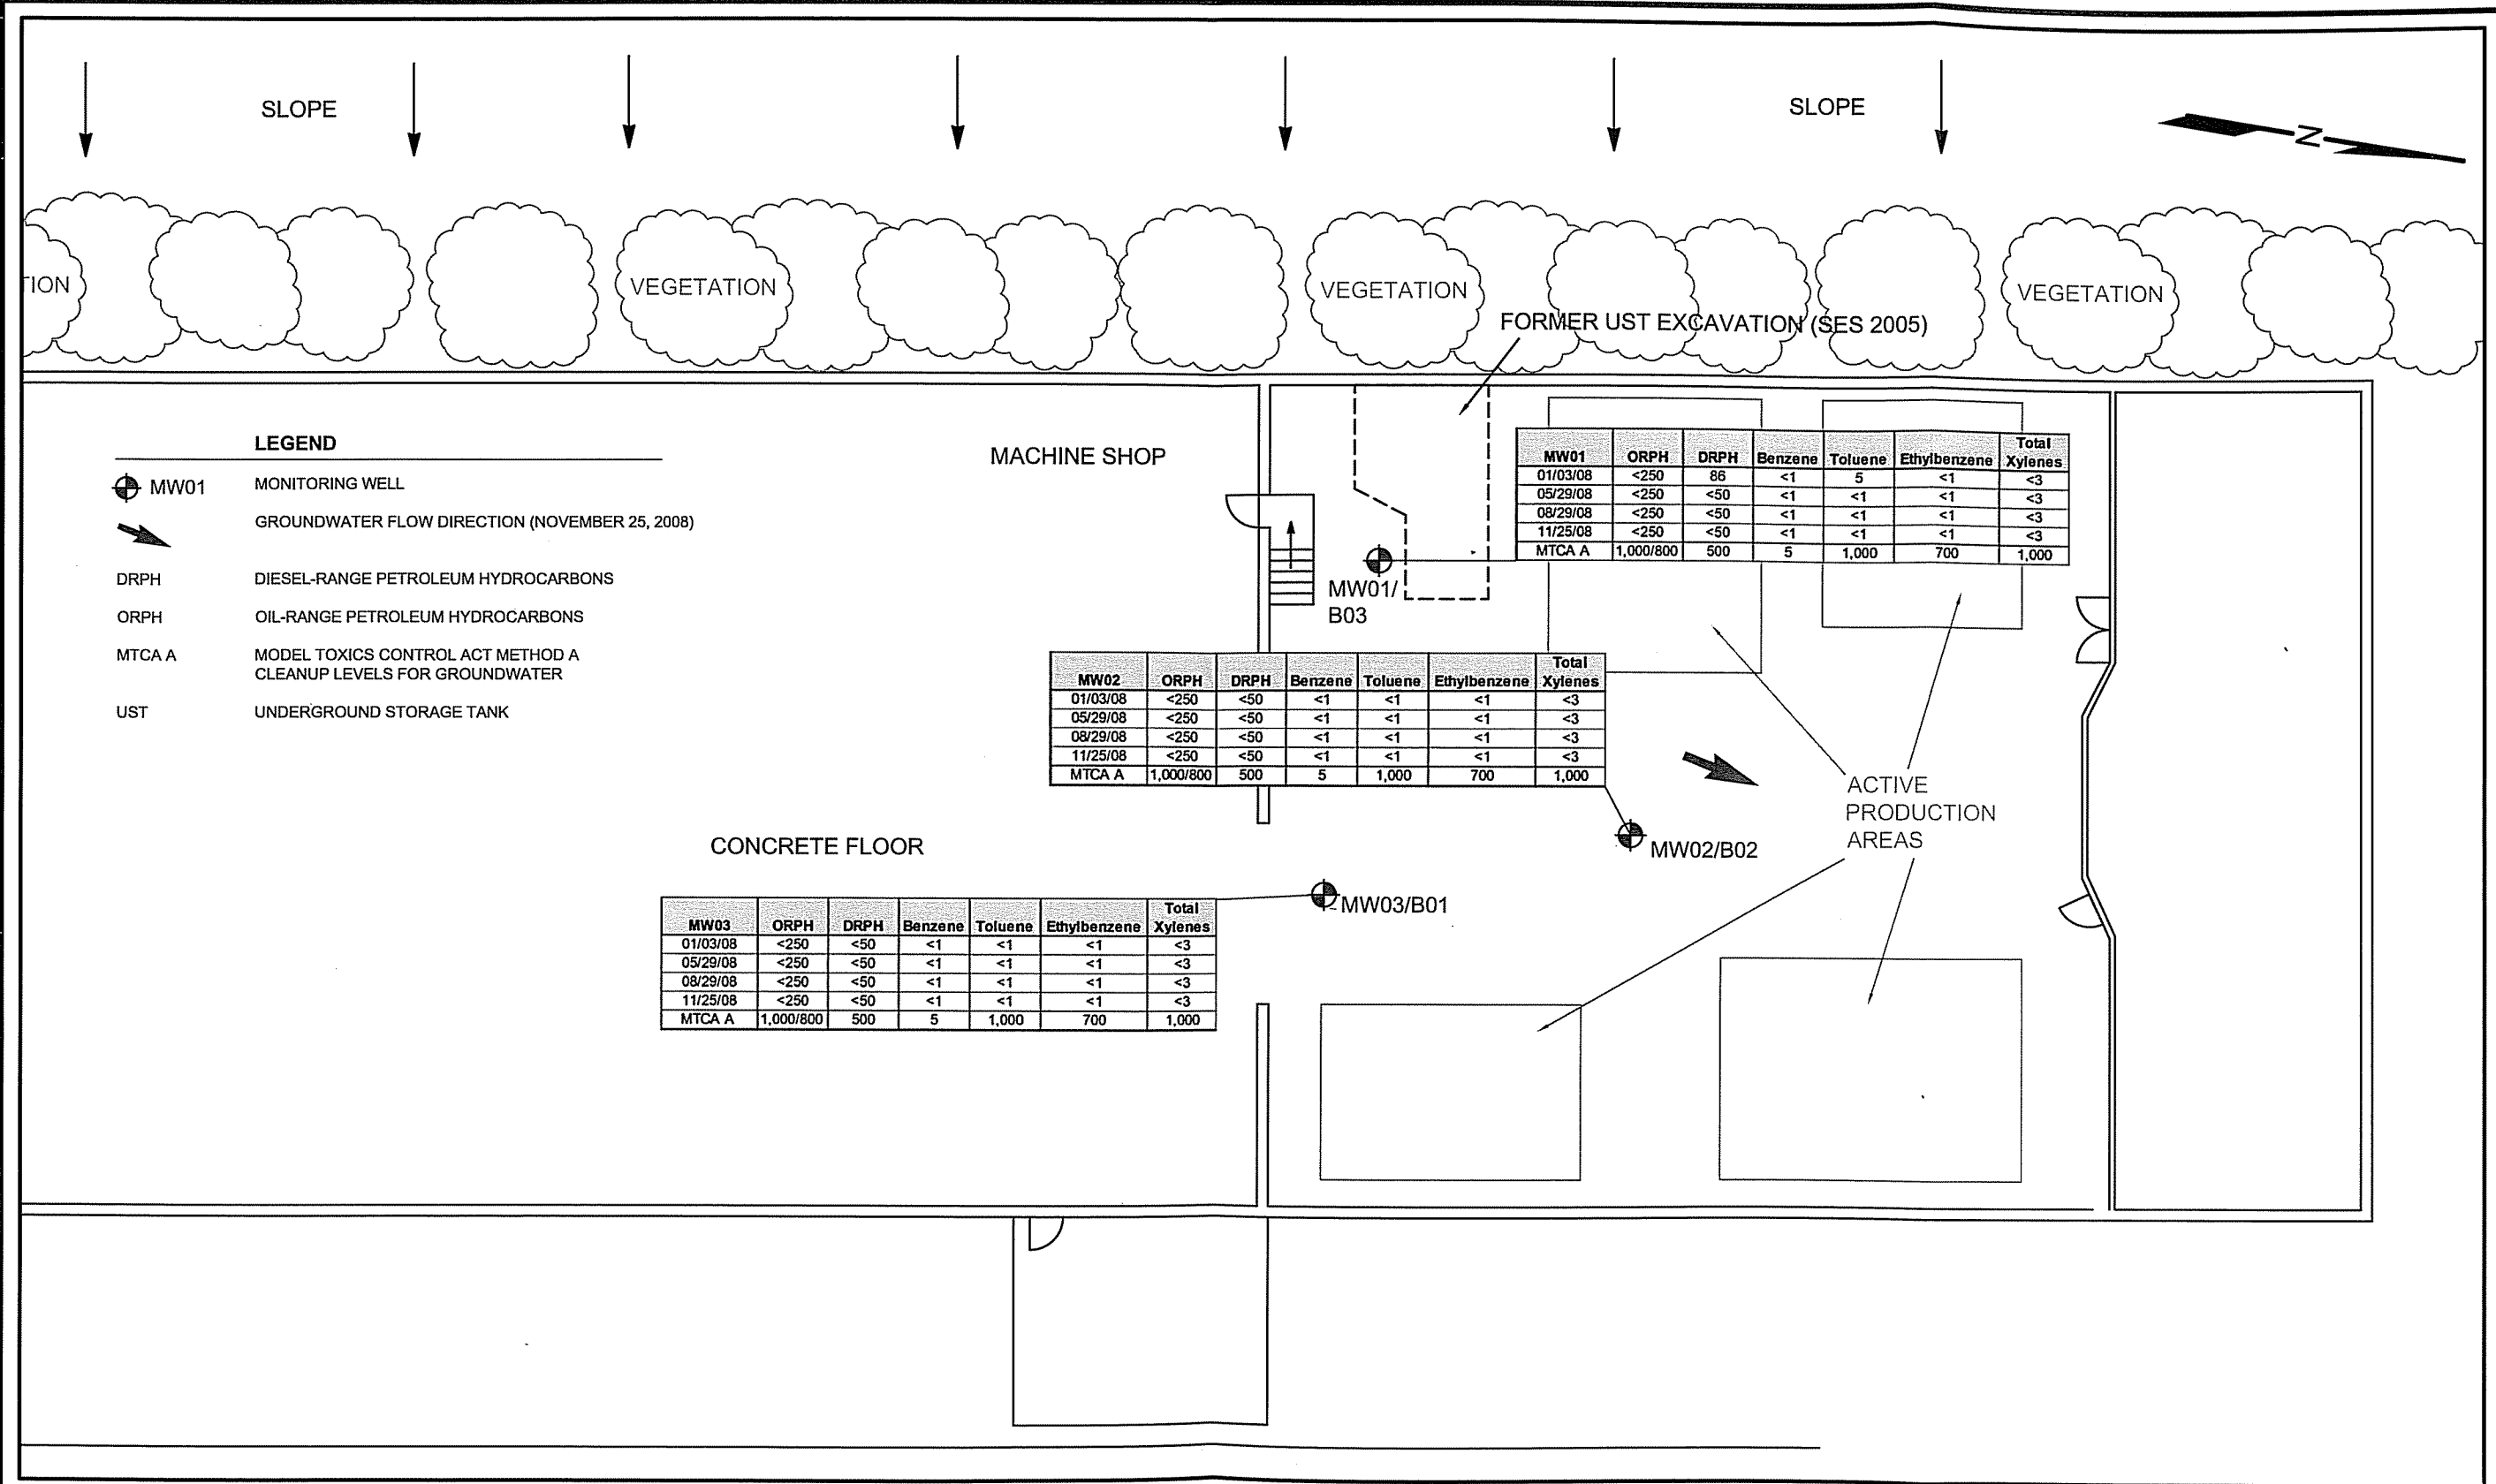 SLOPE
SLOPE
N
TION
VEGETATION
VEGETATION
VEGETATION
FORMER UST EXCAVATION (SES 2005)
LEGEND
MW01 MONITORING WELL
GROUNDWATER FLOW DIRECTION (NOVEMBER 25, 2008)
DRPH DIESEL-RANGE PETROLEUM HYDROCARBONS
ORPH OIL-RANGE PETROLEUM HYDROCARBONS
MTCA A MODEL TOXICS CONTROL ACT METHOD A
CLEANUP LEVELS FOR GROUNDWATER
UST UNDERGROUND STORAGE TANK
MACHINE SHOP
MW01 ORPH DRPH Benzene Toluene Ethylbenzene Total Xylenes
01/03/08 <250 86 <1 5 <1 <3
05/29/08 <250 <50 <1 <1 <1 <3
08/29/08 <250 <50 <1 <1 <1 <3
11/25/08 <250 <50 <1 <1 <1 <3
MTCA A 1,000/800 500 5 1,000 700 1,000
MW01/
B03
MW02 ORPH DRPH Benzene Toluene Ethylbenzene Total Xylenes
01/03/08 <250 <50 <1 <1 <1 <3
05/29/08 <250 <50 <1 <1 <1 <3
08/29/08 <250 <50 <1 <1 <1 <3
11/25/08 <250 <50 <1 <1 <1 <3
MTCA A 1,000/800 500 5 1,000 700 1,000
ACTIVE
PRODUCTION
AREAS
MW02/B02
CONCRETE FLOOR
MW03/B01
MW03 ORPH DRPH Benzene Toluene Ethylbenzene Total Xylenes
01/03/08 <250 <50 <1 <1 <1 <3
05/29/08 <250 <50 <1 <1 <1 <3
08/29/08 <250 <50 <1 <1 <1 <3
11/25/08 <250 <50 <1 <1 <1 <3
MTCA A 1,000/800 500 5 1,000 700 1,000